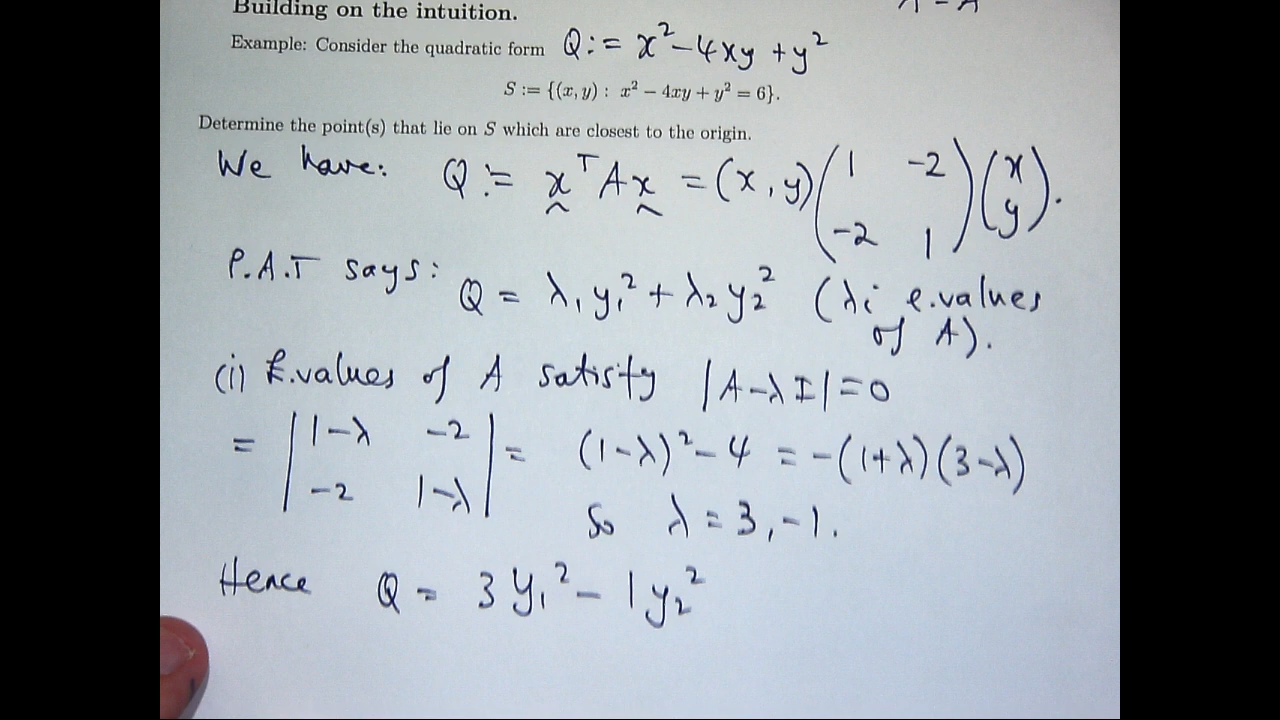 Building on the intuition.
Example: Consider the quadratic form Q := x² - 4xy + y²
S := {(x, y) : x² − 4xy + y² = 6}.
Determine the point(s) that lie on S which are closest to the origin.
We have: Q := x^T A x = (x, y) ( 1 -2 ; -2 1 ) ( x ; y ).
P.A.T says: Q = λ₁y₁² + λ₂y₂² (λi e.values
of A).
(i) E.values of A satisfy |A-λI| = 0
= | 1-λ -2 ; -2 1-λ | = (1-λ)² - 4 = -(1+λ)(3-λ)
So λ = 3, -1.
Hence Q = 3y₁² - 1y₂²